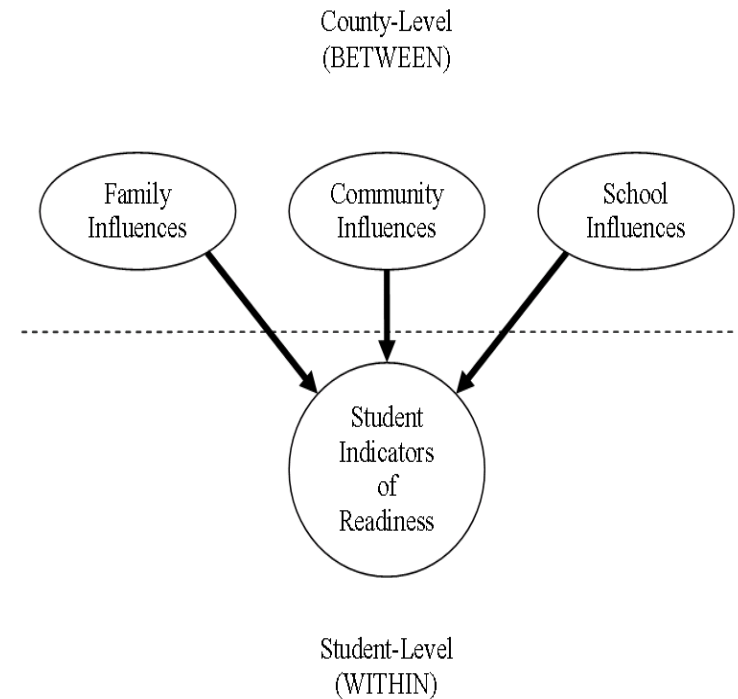 County-Level
(BETWEEN)
Family
Influences
Community
Influences
School
Influences
Student
Indicators
of
Readiness
Student-Level
(WITHIN)